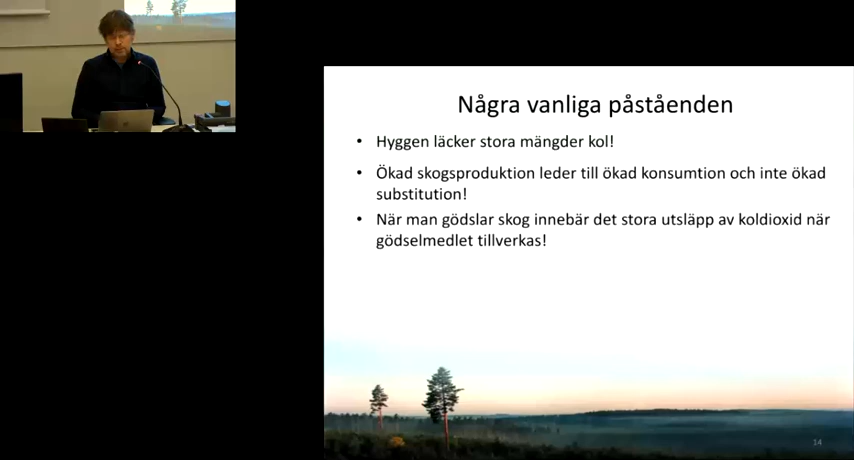 Några vanliga påståenden
• Hyggen läcker stora mängder kol!
• Ökad skogsproduktion leder till ökad konsumtion och inte ökad
substitution!
• När man gödslar skog innebär det stora utsläpp av koldioxid när
gödselmedlet tillverkas!
14